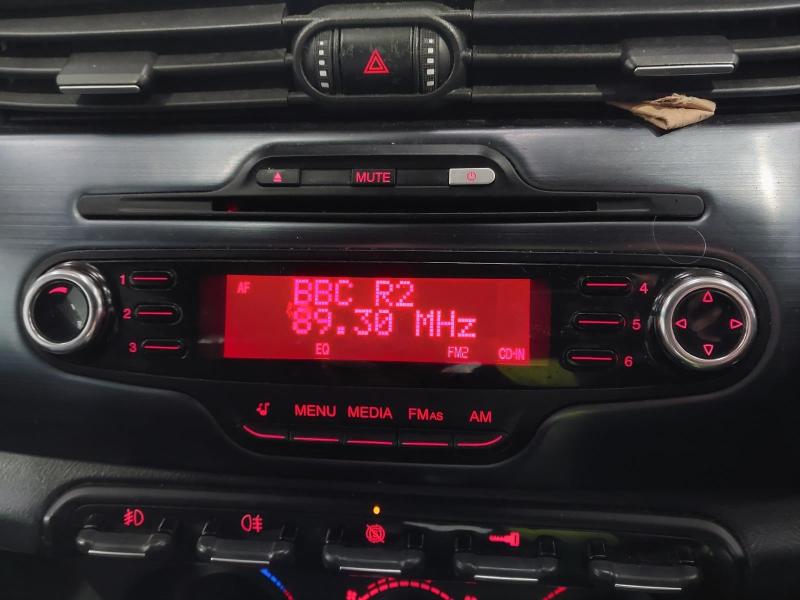 MUTE
AF
BBC R2
89.30 MHz
EQ FM2 CD-IN
1
2
3
4
5
6
MENU MEDIA FMAS AM